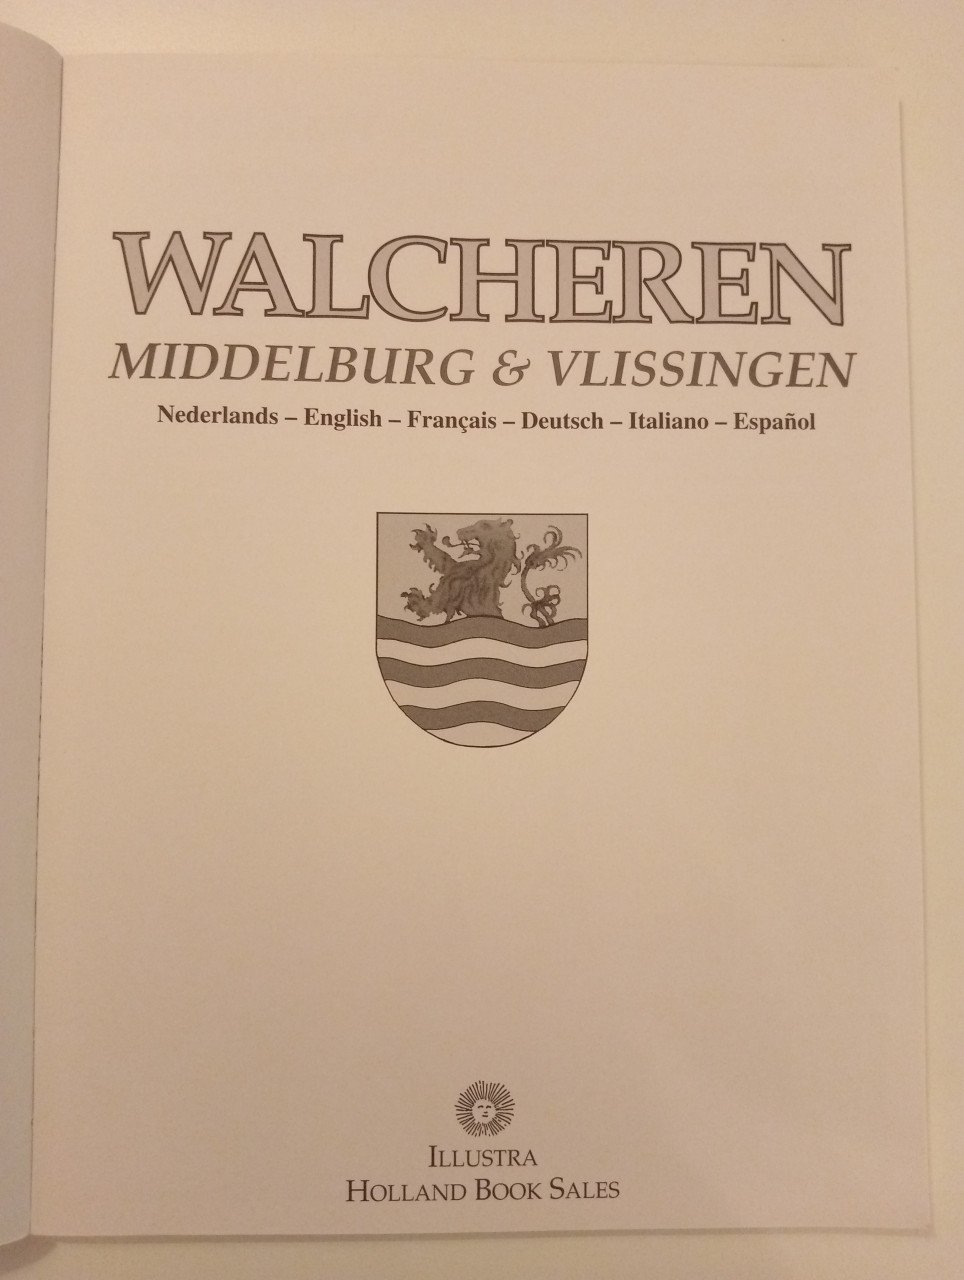 WALCHEREN
MIDDELBURG & VLISSINGEN
Nederlands – English – Français – Deutsch – Italiano – Español
ILLUSTRA
HOLLAND BOOK SALES